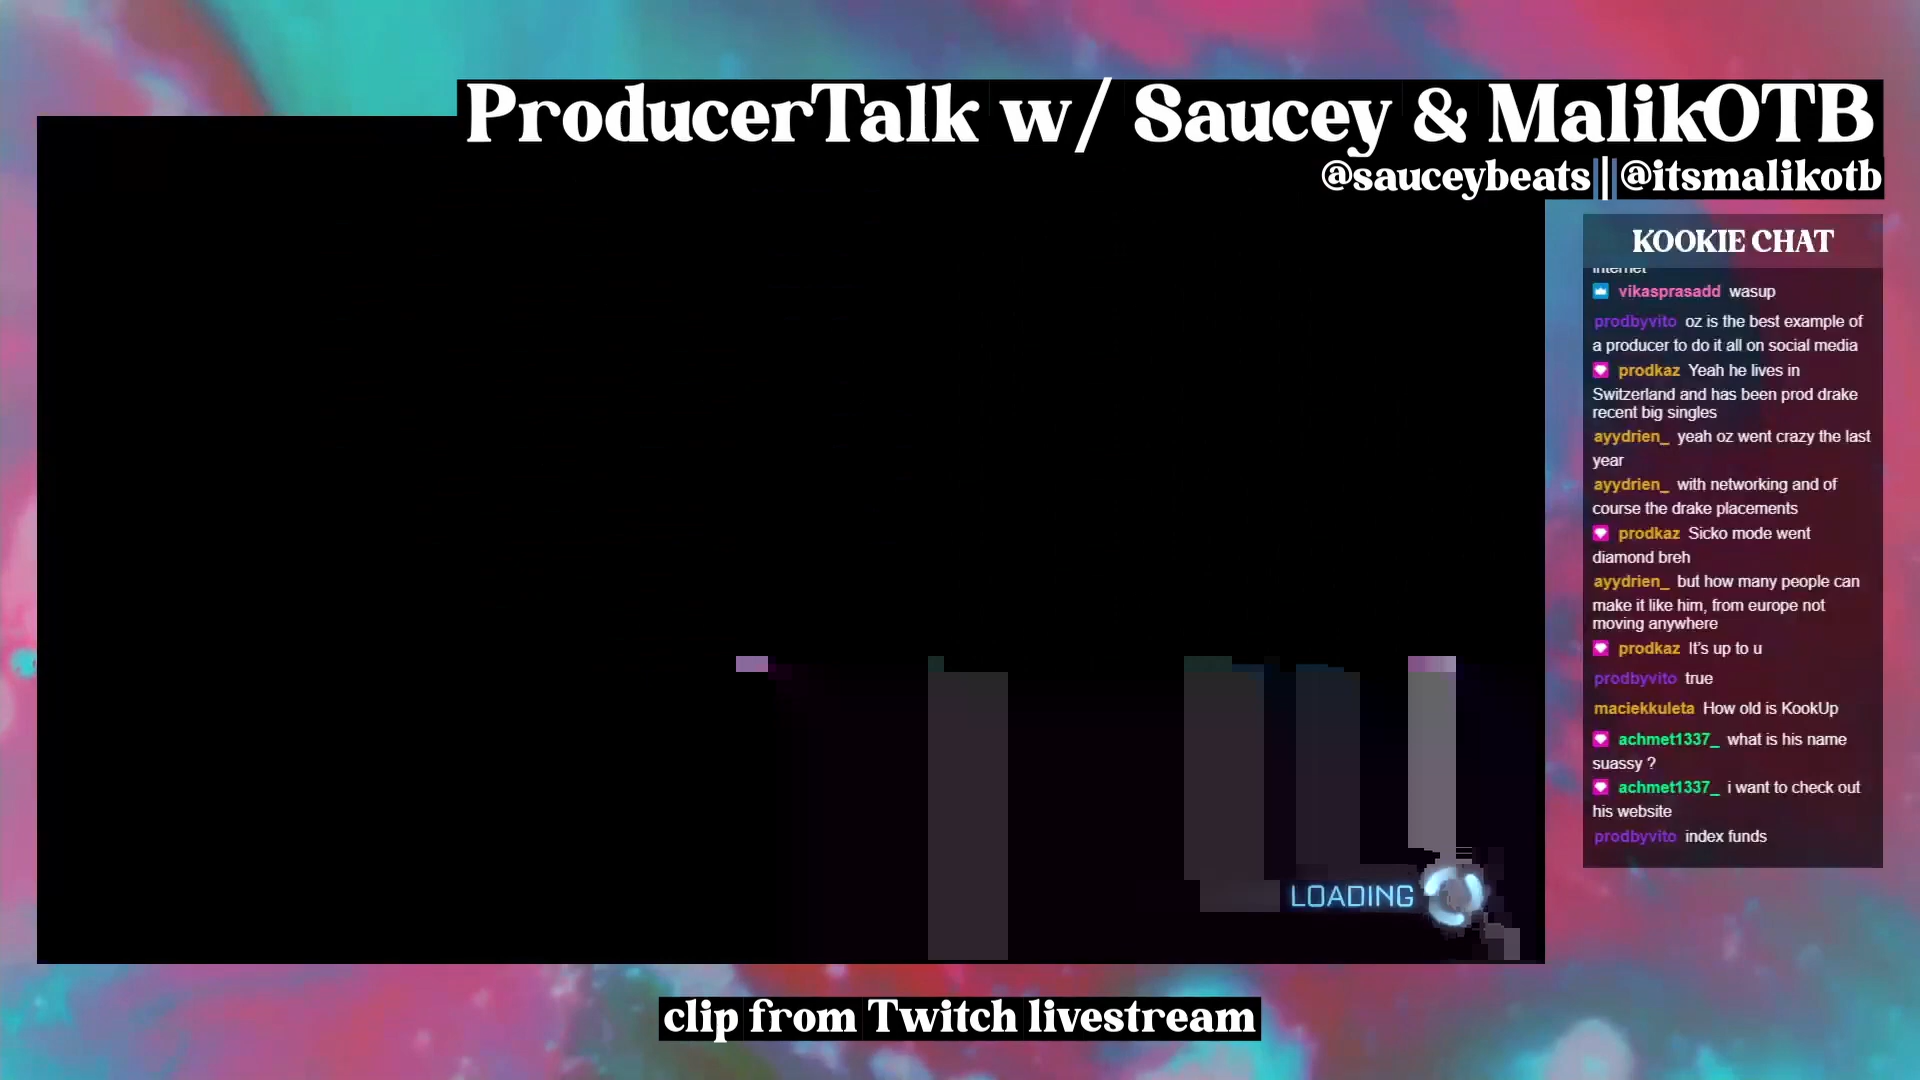 ProducerTalk w/ Saucey & MalikOTB
@sauceybeats||@itsmalikotb
KOOKIE CHAT
internet
vikasprasadd wasup
prodbyvito oz is the best example of
a producer to do it all on social media
prodkaz Yeah he lives in
Switzerland and has been prod drake
recent big singles
ayydrien_ yeah oz went crazy the last
year
ayydrien_ with networking and of
course the drake placements
prodkaz Sicko mode went
diamond breh
ayydrien_ but how many people can
make it like him, from europe not
moving anywhere
prodkaz It's up to u
prodbyvito true
maciekkuleta How old is KookUp
achmet1337_ what is his name
suassy ?
achmet1337_ i want to check out
his website
prodbyvito index funds
LOADING
clip from Twitch livestream